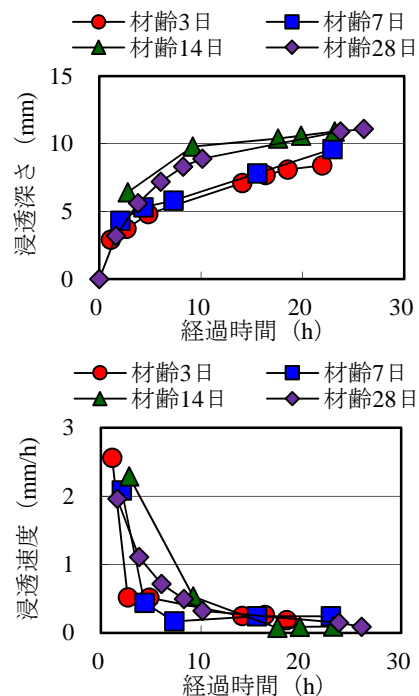 材齢3日 材齢7日
材齢14日 材齢28日
15
10
5
0
浸透深さ (mm)
0 10 20 30
経過時間 (h)
材齢3日 材齢7日
材齢14日 材齢28日
3
2
1
0
浸透速度 (mm/h)
0 10 20 30
経過時間 (h)